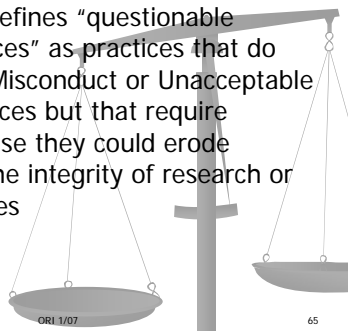 efines “questionable
ces” as practices that do
Misconduct or Unacceptable
ces but that require
se they could erode
he integrity of research or
es
ORI 1/07
65